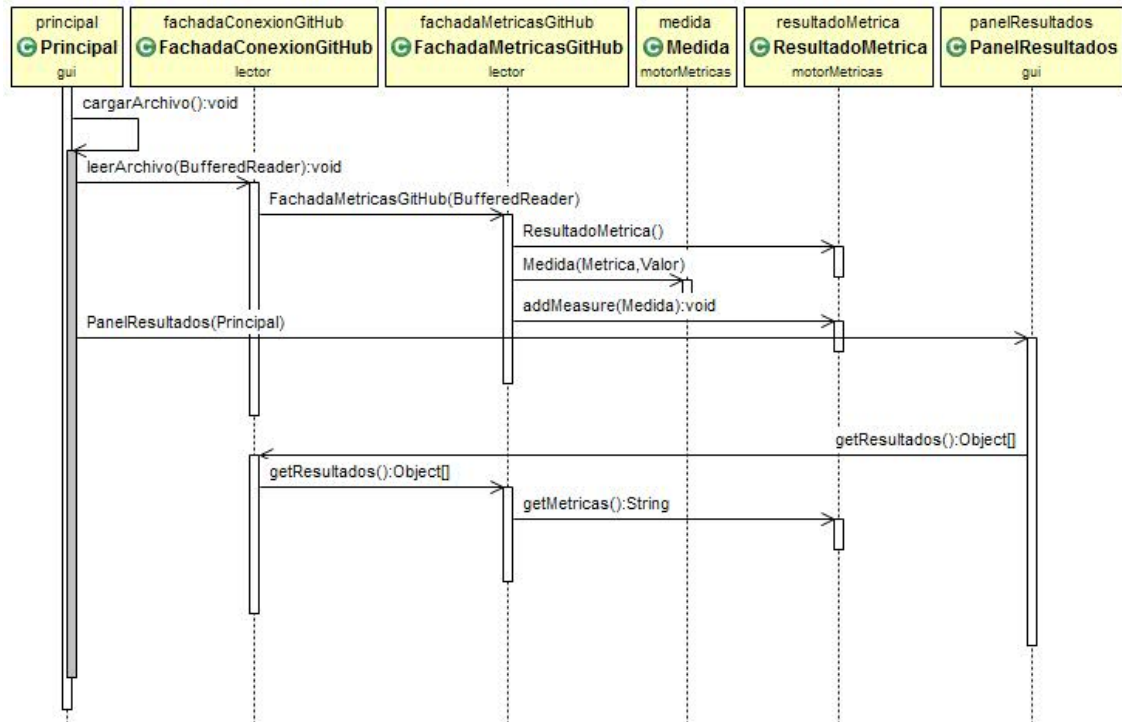 principal
Principal
gui
fachadaConexionGitHub
FachadaConexionGitHub
lector
fachadaMetricasGitHub
FachadaMetricasGitHub
lector
medida
Medida
motorMetricas
resultadoMetrica
ResultadoMetrica
motorMetricas
panelResultados
PanelResultados
gui
cargarArchivo():void
leerArchivo(BufferedReader):void
FachadaMetricasGitHub(BufferedReader)
ResultadoMetrica()
Medida(Metrica,Valor)
addMeasure(Medida):void
PanelResultados(Principal)
getResultados():Object[]
getResultados():Object[]
getMetricas():String